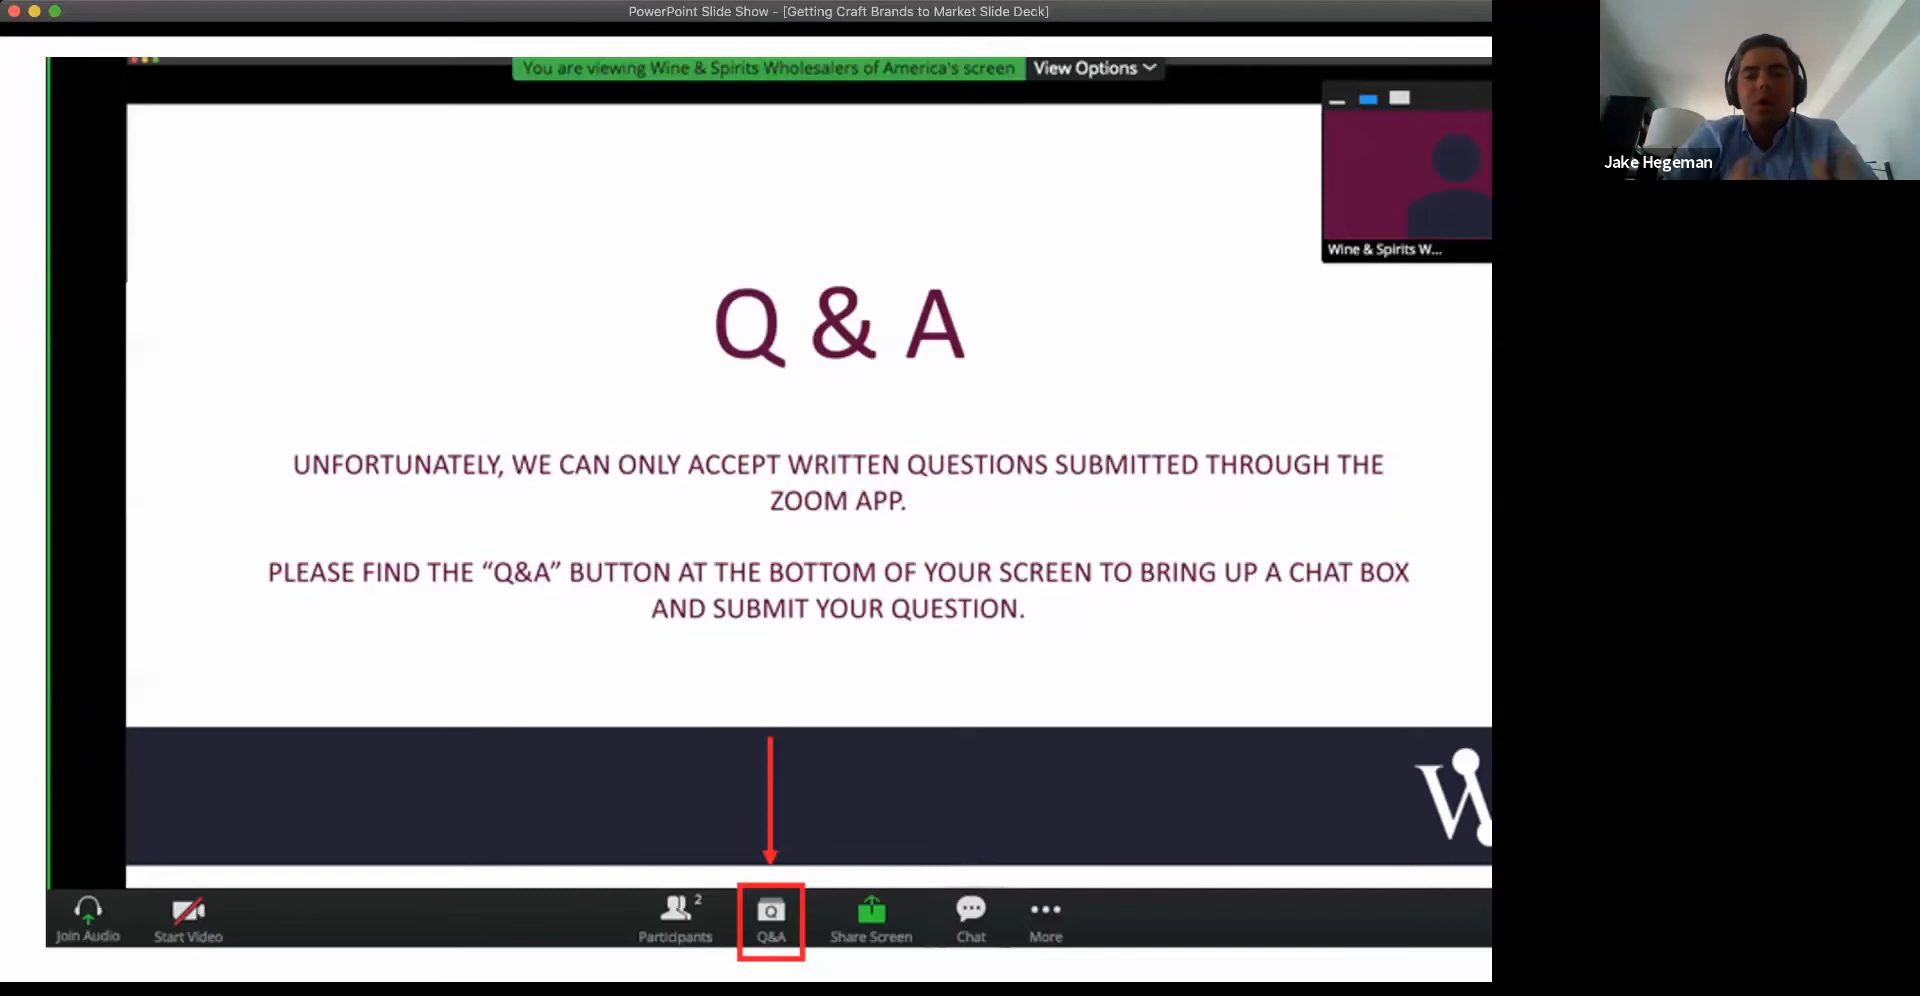 PowerPoint Slide Show - [Getting Craft Brands to Market Slide Deck]
You are viewing Wine & Spirits Wholesalers of America's screen
View Options
Jake Hegeman
Wine & Spirits W...
Q & A
UNFORTUNATELY, WE CAN ONLY ACCEPT WRITTEN QUESTIONS SUBMITTED THROUGH THE
ZOOM APP.
PLEASE FIND THE “Q&A” BUTTON AT THE BOTTOM OF YOUR SCREEN TO BRING UP A CHAT BOX
AND SUBMIT YOUR QUESTION.
W
Join Audio
Start Video
Participants
2
Q
Q&A
Share Screen
Chat
More